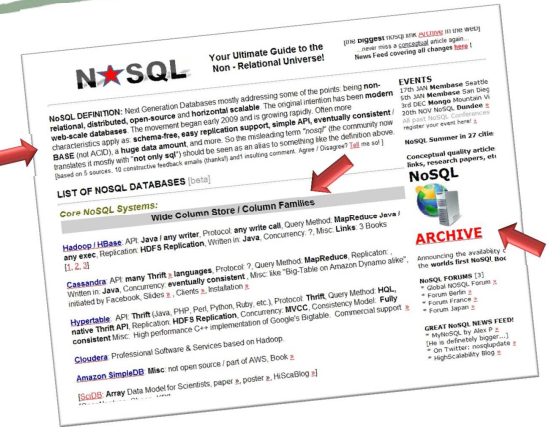 N★SQL
Your Ultimate Guide to the
Non - Relational Universe!
[the biggest nosql link Archive in the web]
...never miss a conceptual article again...
News Feed covering all changes here !
NoSQL DEFINITION: Next Generation Databases mostly addressing some of the points: being non-
relational, distributed, open-source and horizontal scalable. The original intention has been modern
web-scale databases. The movement began early 2009 and is growing rapidly. Often more
characteristics apply as: schema-free, easy replication support, simple API, eventually consistent /
BASE (not ACID), a huge data amount, and more. So the misleading term "nosql" (the community now
translates it mostly with "not only sql") should be seen as an alias to something like the definition above.
[based on 5 sources, 10 constructive feedback emails (thanks!) and 1 insulting comment. Agree / Disagree? Tell me so! ]
LIST OF NOSQL DATABASES [beta]
Core NoSQL Systems:
Wide Column Store / Column Families
Hadoop / HBase: API: Java / any writer, Protocol: any write call, Query Method: MapReduce Java /
any exec, Replication: HDFS Replication, Written in: Java, Concurrency: ?, Misc: Links: 3 Books
[1, 2, 3]
Cassandra: API: many Thrift » languages, Protocol: ?, Query Method: MapReduce, Replicaton: ,
Written in: Java, Concurrency: eventually consistent , Misc: like "Big-Table on Amazon Dynamo alike",
initiated by Facebook, Slides » , Clients », Installation »
Hypertable: API: Thrift (Java, PHP, Perl, Python, Ruby, etc.), Protocol: Thrift, Query Method: HQL,
native Thrift API, Replication: HDFS Replication, Concurrency: MVCC, Consistency Model: Fully
consistent Misc: High performance C++ implementation of Google's Bigtable. Commercial support »
Cloudera: Professional Software & Services based on Hadoop.
Amazon SimpleDB: Misc: not open source / part of AWS, Book »
[SciDB: Array Data Model for Scientists, paper », poster », HiScaBlog »]
EVENTS
17th JAN Membase Seattle
5th JAN Membase San Dieg
3rd DEC Mongo Mountain Vi
20th NOV NoSQL Dundee »
All past NoSQL Conferences
register your event here! »
NoSQL Summer in 27 citie
Conceptual article
links, research papers, etc
NoSQL
ARCHIVE
Announcing the availability
the worlds first NoSQL Boo
NoSQL FORUMS [3]
* Global NOSQL Forum »
* Forum Berlin »
* Forum France »
* Forum Japan »
GREAT NoSQL NEWS FEED!
* MyNoSQL by Alex P »
[He is definetely bigger...]
* On Twitter: nosqlupdate »
* HighScalability Blog »